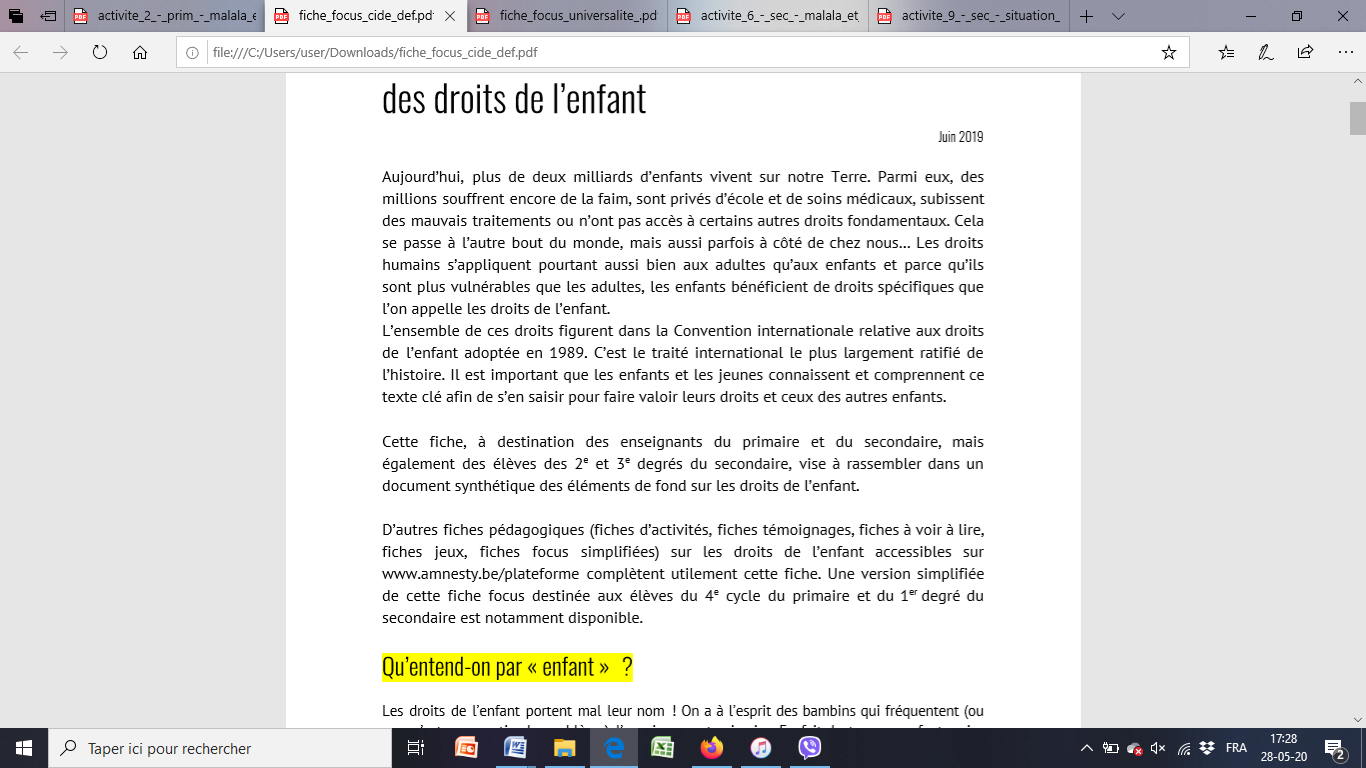 activite_2_-_prim_-_malala_e
fiche_focus_cide_def.pdf
fiche_focus_universalite_.pd
activite_6_-_sec_-_malala_et
activite_9_-_sec_-_situation_
file:///C:/Users/user/Downloads/fiche_focus_cide_def.pdf
des droits de l’enfant
Juin 2019
Aujourd’hui, plus de deux milliards d’enfants vivent sur notre Terre. Parmi eux, des
millions souffrent encore de la faim, sont privés d’école et de soins médicaux, subissent
des mauvais traitements ou n’ont pas accès à certains autres droits fondamentaux. Cela
se passe à l’autre bout du monde, mais aussi parfois à côté de chez nous… Les droits
humains s’appliquent pourtant aussi bien aux adultes qu’aux enfants et parce qu’ils
sont plus vulnérables que les adultes, les enfants bénéficient de droits spécifiques que
l’on appelle les droits de l’enfant.
L’ensemble de ces droits figurent dans la Convention internationale relative aux droits
de l’enfant adoptée en 1989. C’est le traité international le plus largement ratifié de
l’histoire. Il est important que les enfants et les jeunes connaissent et comprennent ce
texte clé afin de s’en saisir pour faire valoir leurs droits et ceux des autres enfants.
Cette fiche, à destination des enseignants du primaire et du secondaire, mais
également des élèves des 2e et 3e degrés du secondaire, vise à rassembler dans un
document synthétique des éléments de fond sur les droits de l’enfant.
D’autres fiches pédagogiques (fiches d’activités, fiches témoignages, fiches à voir à lire,
fiches jeux, fiches focus simplifiées) sur les droits de l’enfant accessibles sur
www.amnesty.be/plateforme complètent utilement cette fiche. Une version simplifiée
de cette fiche focus destinée aux élèves du 4e cycle du primaire et du 1er degré du
secondaire est notamment disponible.
Qu’entend-on par « enfant » ?
Les droits de l’enfant portent mal leur nom ! On a à l’esprit des bambins qui fréquentent (ou
Taper ici pour rechercher
FRA
17:28
28-05-20
2